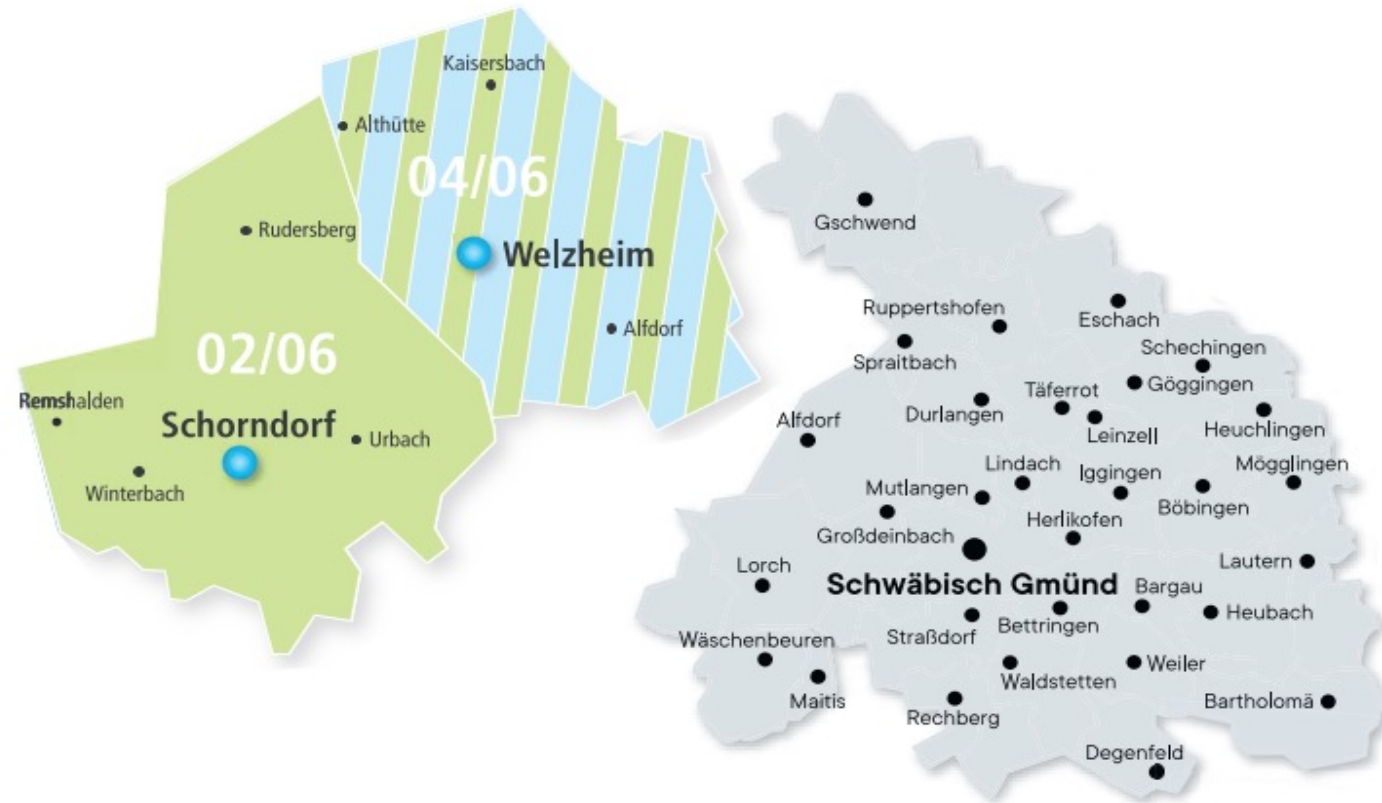 Kaisersbach
Althütte
04/06
Rudersberg
Welzheim
Alfdorf
02/06
Remshalden
Schorndorf
Urbach
Winterbach
Gschwend
Ruppertshofen
Eschach
Spraitbach
Schechingen
Göggingen
Täferrot
Durlangen
Alfdorf
Leinzell
Heuchlingen
Lindach
Iggingen
Mögglingen
Mutlangen
Böbingen
Herlikofen
Großdeinbach
Lorch
Lautern
Schwäbisch Gmünd
Bargau
Heubach
Bettringen
Straßdorf
Wäschenbeuren
Weiler
Waldstetten
Maitis
Bartholomä
Rechberg
Degenfeld